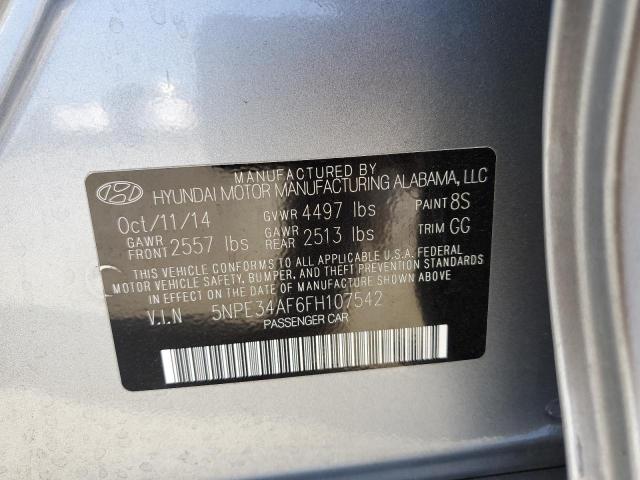 MANUFACTURED BY
HYUNDAI MOTOR MANUFACTURING ALABAMA, LLC
Oct/11/14 GVWR 4497 lbs PAINT 8S
GAWR FRONT 2557 lbs GAWR REAR 2513 lbs TRIM GG
THIS VEHICLE CONFORMS TO ALL APPLICABLE U.S.A. FEDERAL
MOTOR VEHICLE SAFETY, BUMPER, AND THEFT PREVENTION STANDARDS
IN EFFECT ON THE DATE OF MANUFACTURE SHOWN ABOVE.
V.I.N 5NPE34AF6FH107542
PASSENGER CAR